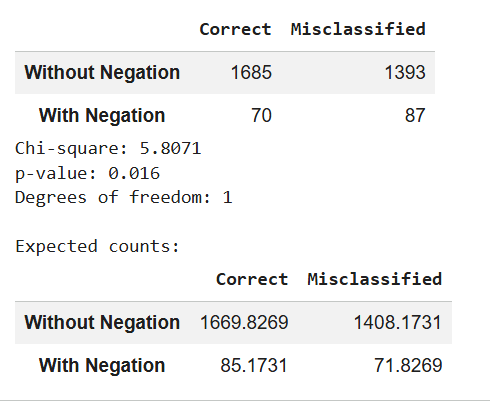 Correct Misclassified
Without Negation 1685 1393
With Negation 70 87
Chi-square: 5.8071
p-value: 0.016
Degrees of freedom: 1
Expected counts:
Correct Misclassified
Without Negation 1669.8269 1408.1731
With Negation 85.1731 71.8269